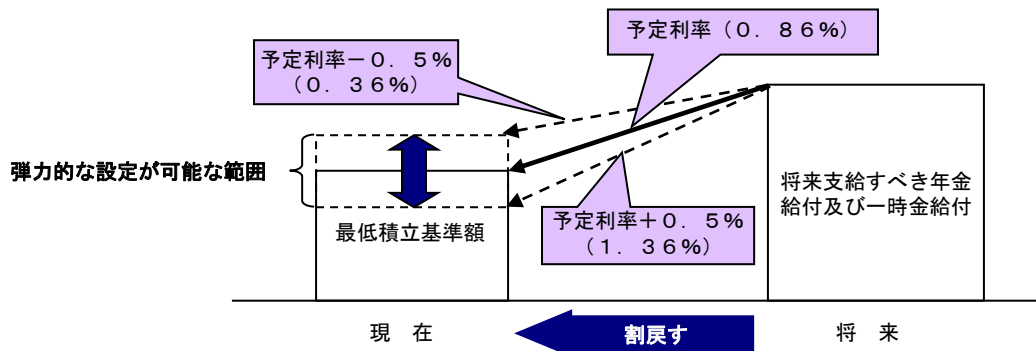 予定利率（０．８６％）
予定利率－０．５％
（０．３６％）
弾力的な設定が可能な範囲
将来支給すべき年金
給付及び一時金給付
最低積立基準額
予定利率＋０．５％
（１．３６％）
現　在
割戻す
将　来